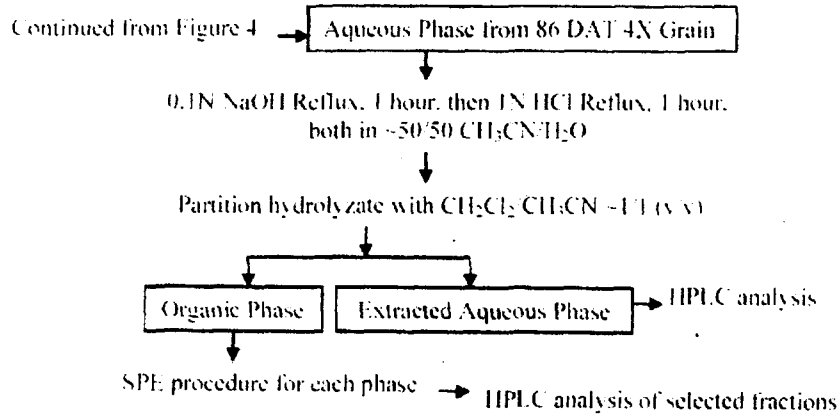 Continued from Figure 4
Aqueous Phase from 86 DAT 4X Grain
0.1N NaOH Reflux, 1 hour, then 1N HCl Reflux, 1 hour,
both in ~50/50 CH₃CN/H₂O
Partition hydrolyzate with CH₂Cl₂/CH₃CN ~1/1 (v/v)
Organic Phase
Extracted Aqueous Phase
HPLC analysis
SPE procedure for each phase
HPLC analysis of selected fractions